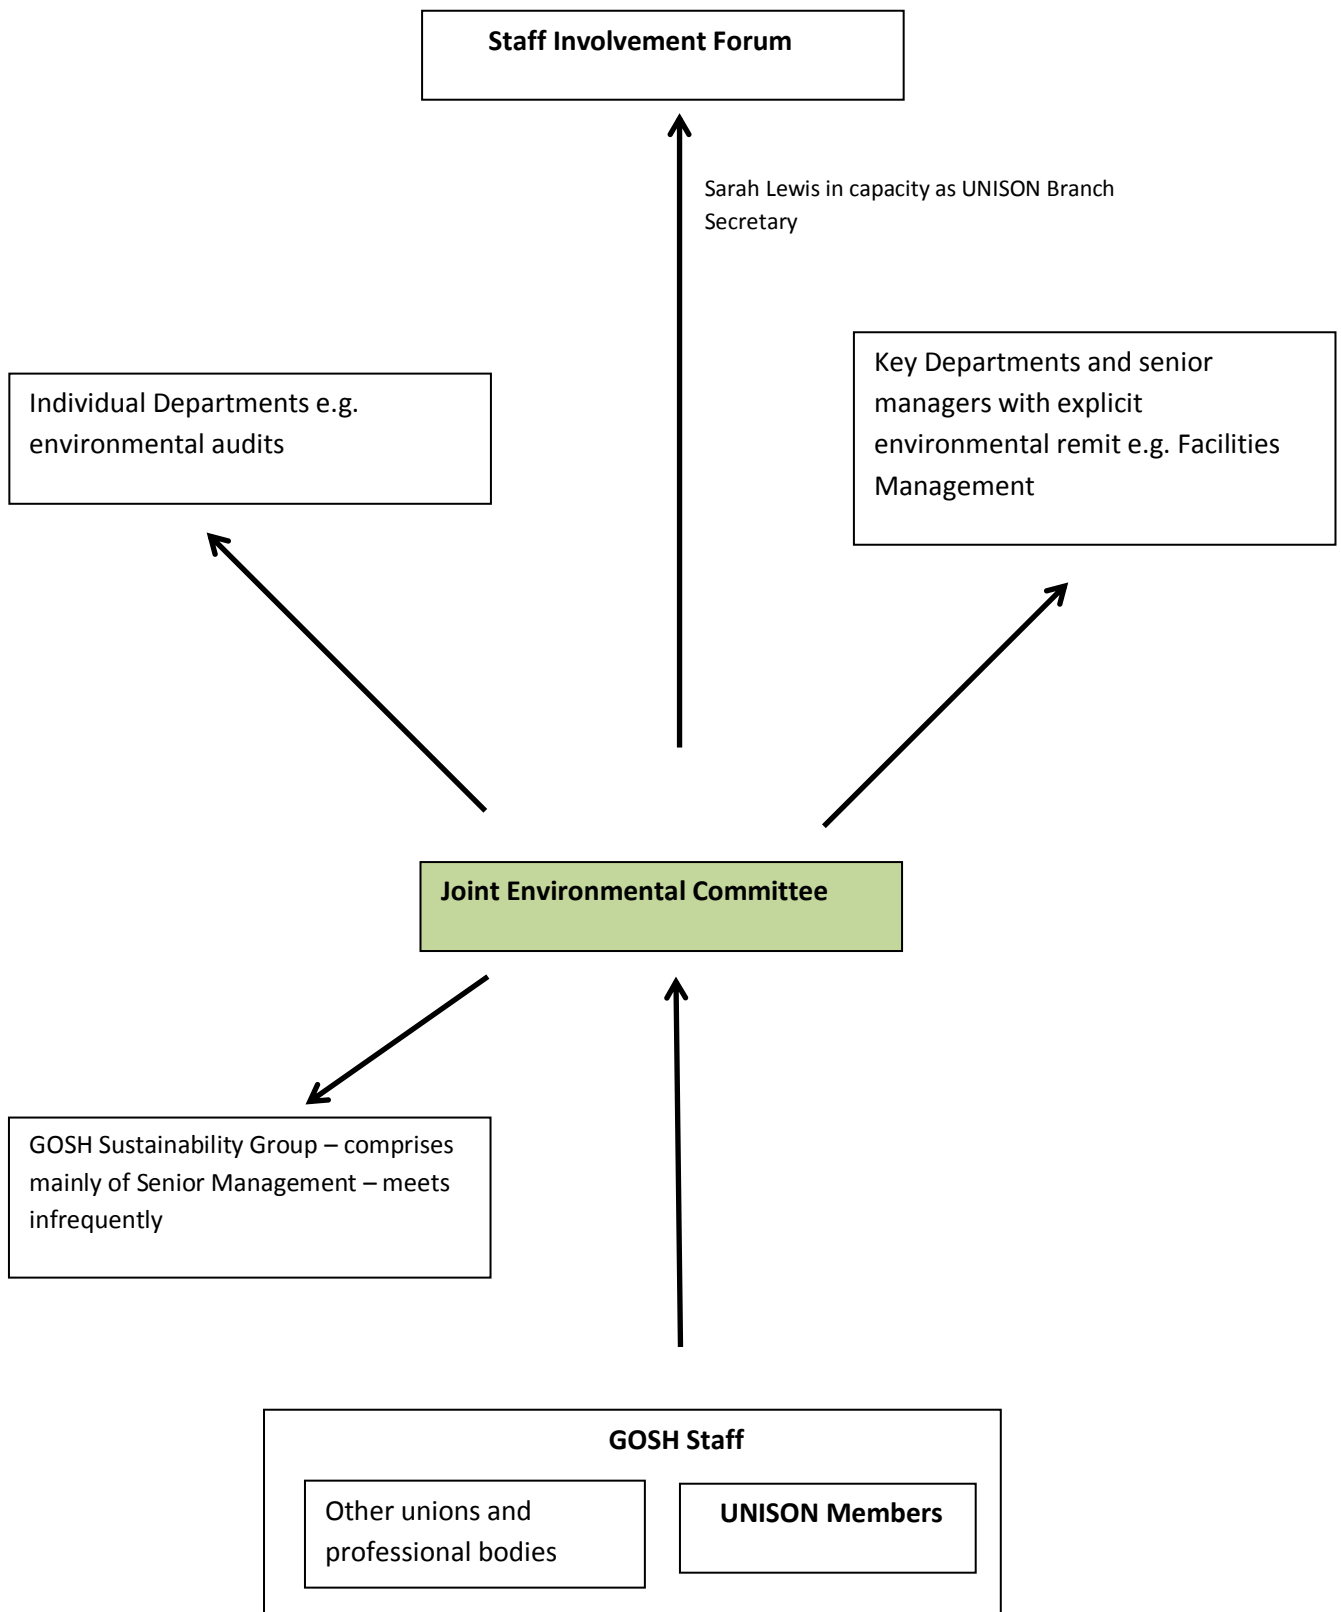 Staff Involvement Forum
Sarah Lewis in capacity as UNISON Branch
Secretary
Individual Departments e.g.
environmental audits
Key Departments and senior
managers with explicit
environmental remit e.g. Facilities
Management
Joint Environmental Committee
GOSH Sustainability Group – comprises
mainly of Senior Management – meets
infrequently
GOSH Staff
Other unions and
professional bodies
UNISON Members